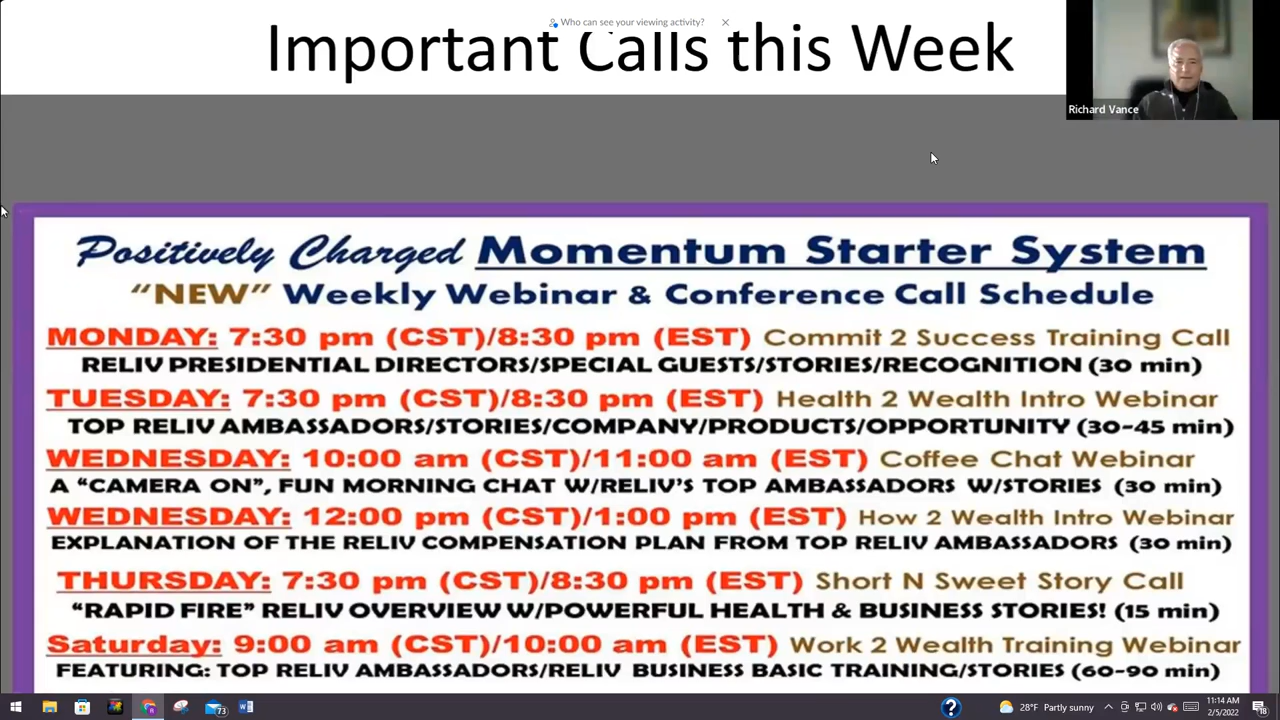 Who can see your viewing activity?
Important Calls this Week
Richard Vance
Positively Charged Momentum Starter System
“NEW” Weekly Webinar & Conference Call Schedule
MONDAY: 7:30 pm (CST)/8:30 pm (EST) Commit 2 Success Training Call
RELIV PRESIDENTIAL DIRECTORS/SPECIAL GUESTS/STORIES/RECOGNITION (30 min)
TUESDAY: 7:30 pm (CST)/8:30 pm (EST) Health 2 Wealth Intro Webinar
TOP RELIV AMBASSADORS/STORIES/COMPANY/PRODUCTS/OPPORTUNITY (30-45 min)
WEDNESDAY: 10:00 am (CST)/11:00 am (EST) Coffee Chat Webinar
A “CAMERA ON”, FUN MORNING CHAT W/RELIV’S TOP AMBASSADORS W/STORIES (30 min)
WEDNESDAY: 12:00 pm (CST)/1:00 pm (EST) How 2 Wealth Intro Webinar
EXPLANATION OF THE RELIV COMPENSATION PLAN FROM TOP RELIV AMBASSADORS (30 min)
THURSDAY: 7:30 pm (CST)/8:30 pm (EST) Short N Sweet Story Call
“RAPID FIRE” RELIV OVERVIEW W/POWERFUL HEALTH & BUSINESS STORIES! (15 min)
Saturday: 9:00 am (CST)/10:00 am (EST) Work 2 Wealth Training Webinar
FEATURING: TOP RELIV AMBASSADORS/RELIV BUSINESS BASIC TRAINING/STORIES (60-90 min)
73
28°F Partly sunny
11:14 AM
2/5/2022
18